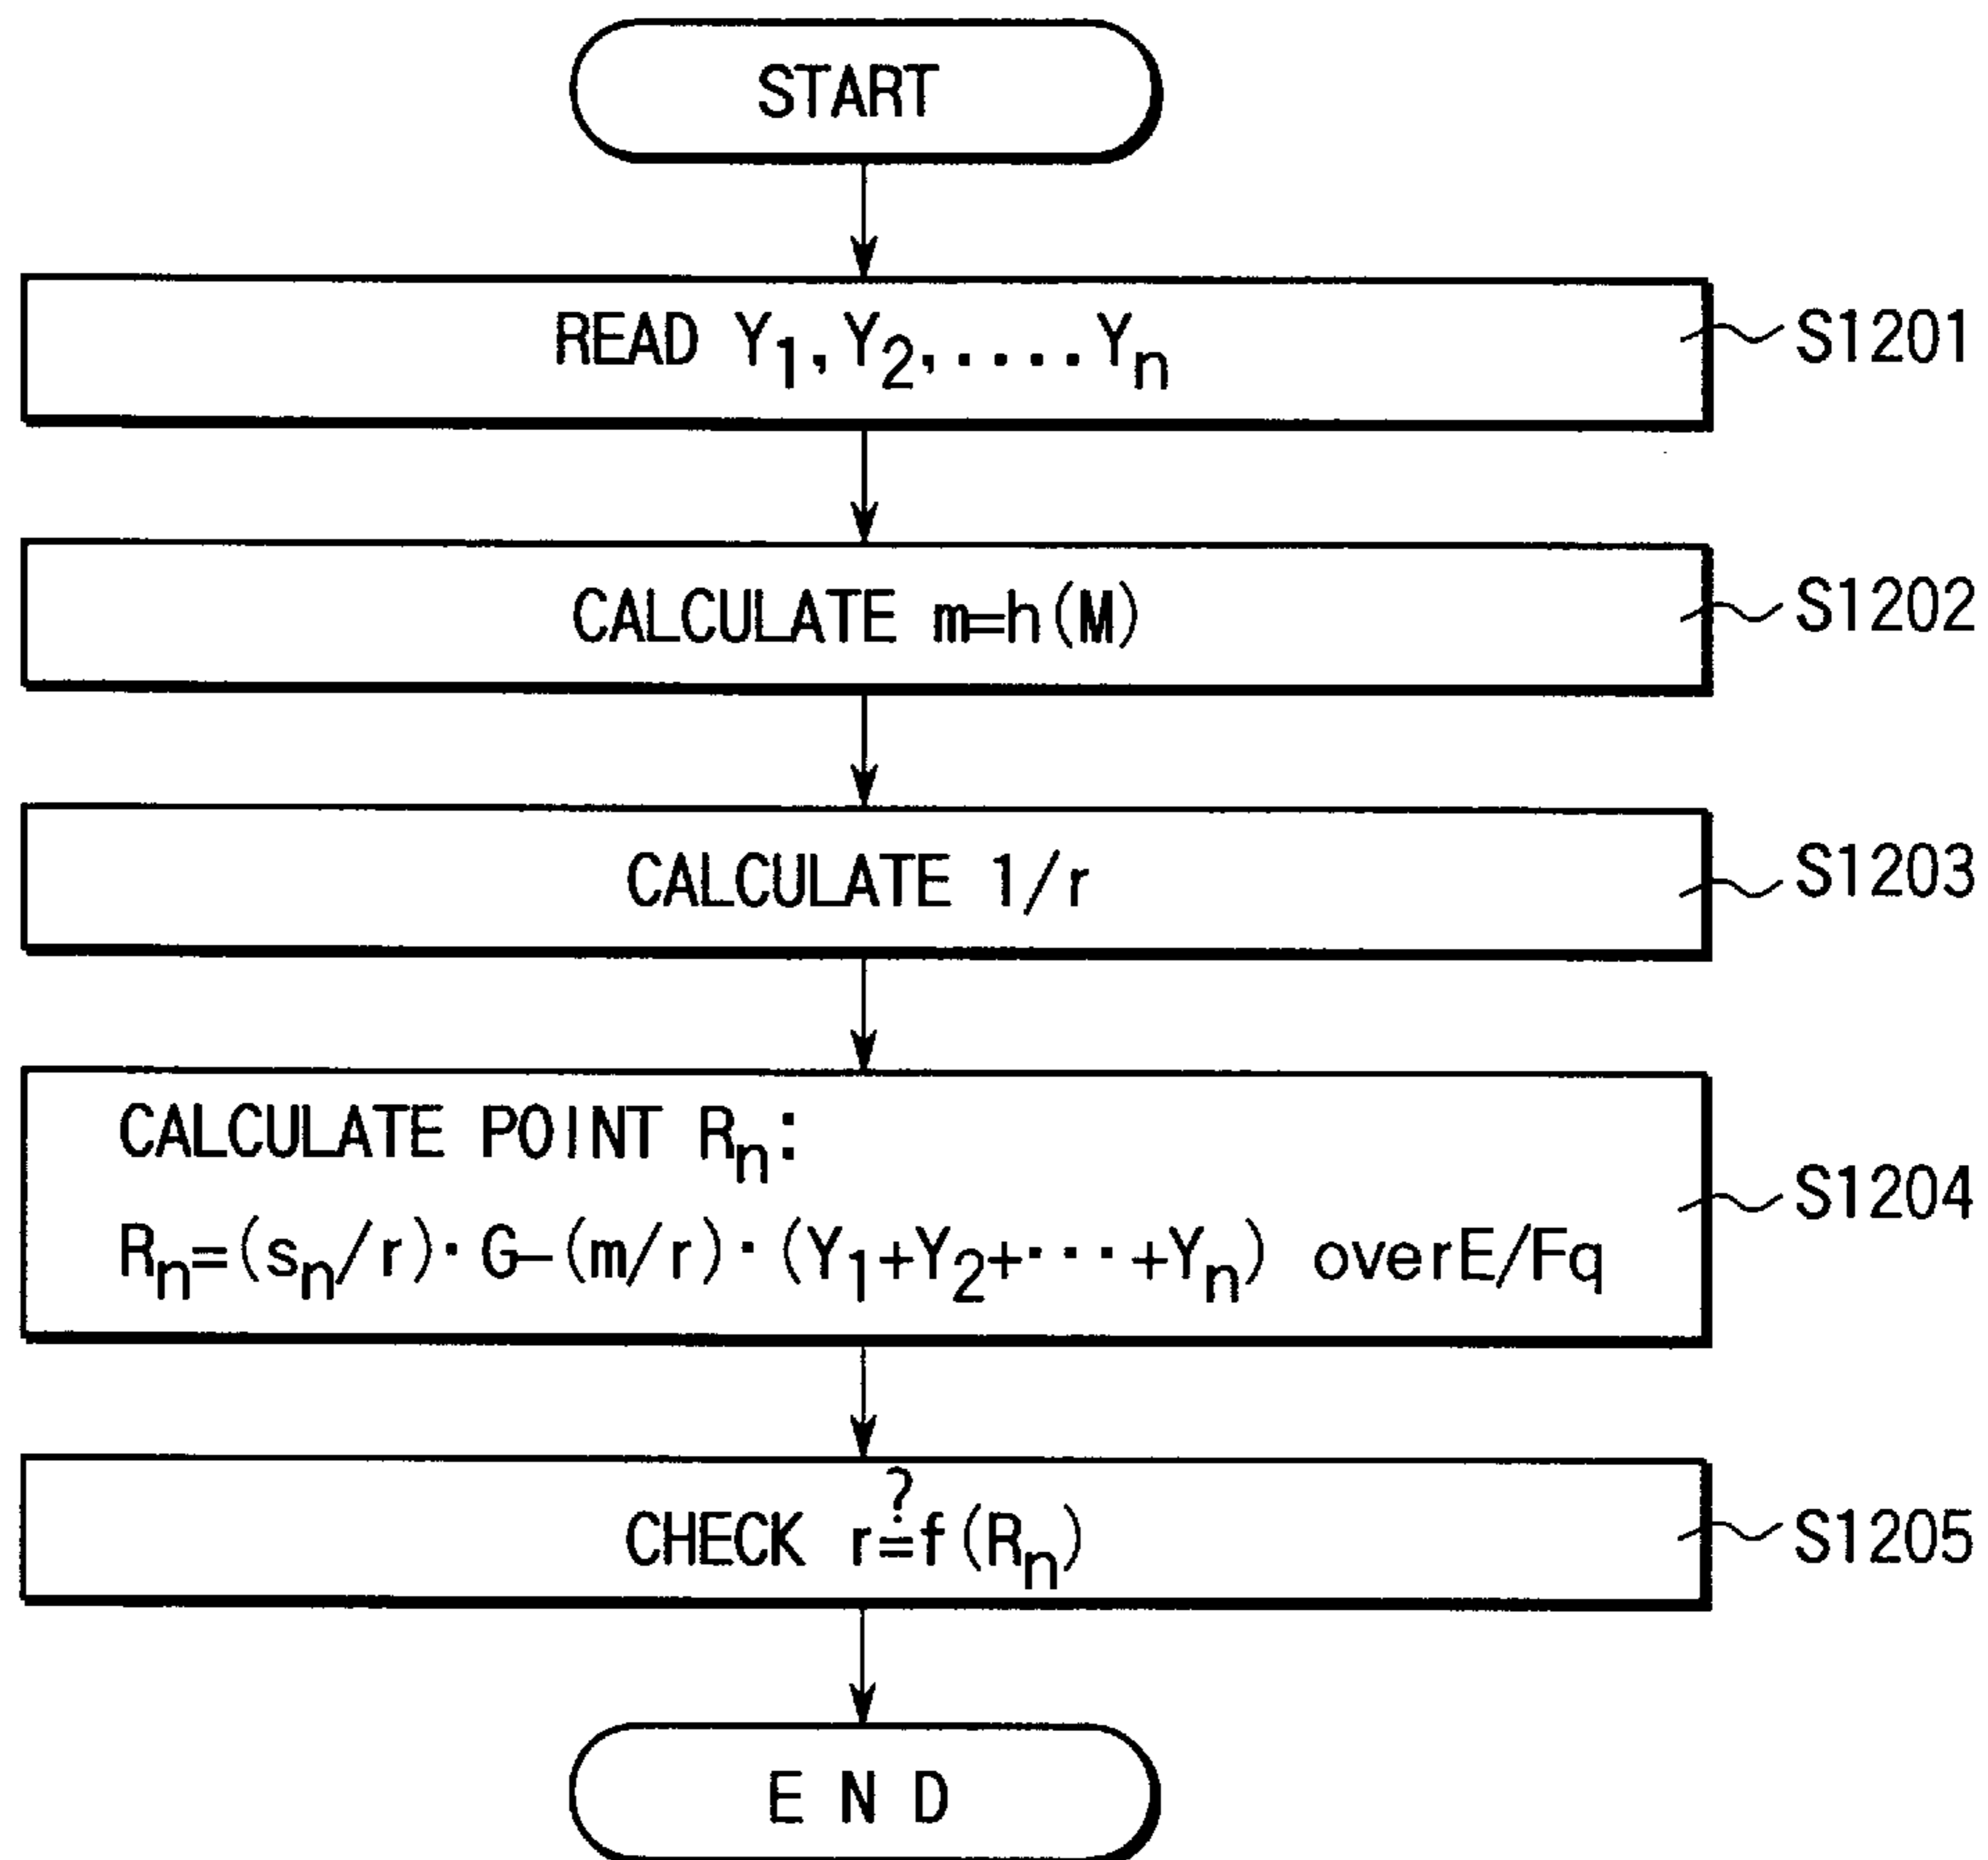 START
READ Y₁, Y₂, .... Yₙ
S1201
CALCULATE m=h(M)
S1202
CALCULATE 1/r
S1203
CALCULATE POINT Rₙ:
Rₙ=(sₙ/r)· G−(m/r)· (Y₁+Y₂+···+Yₙ) overE/Fq
S1204
CHECK r≟f(Rₙ)
S1205
E N D